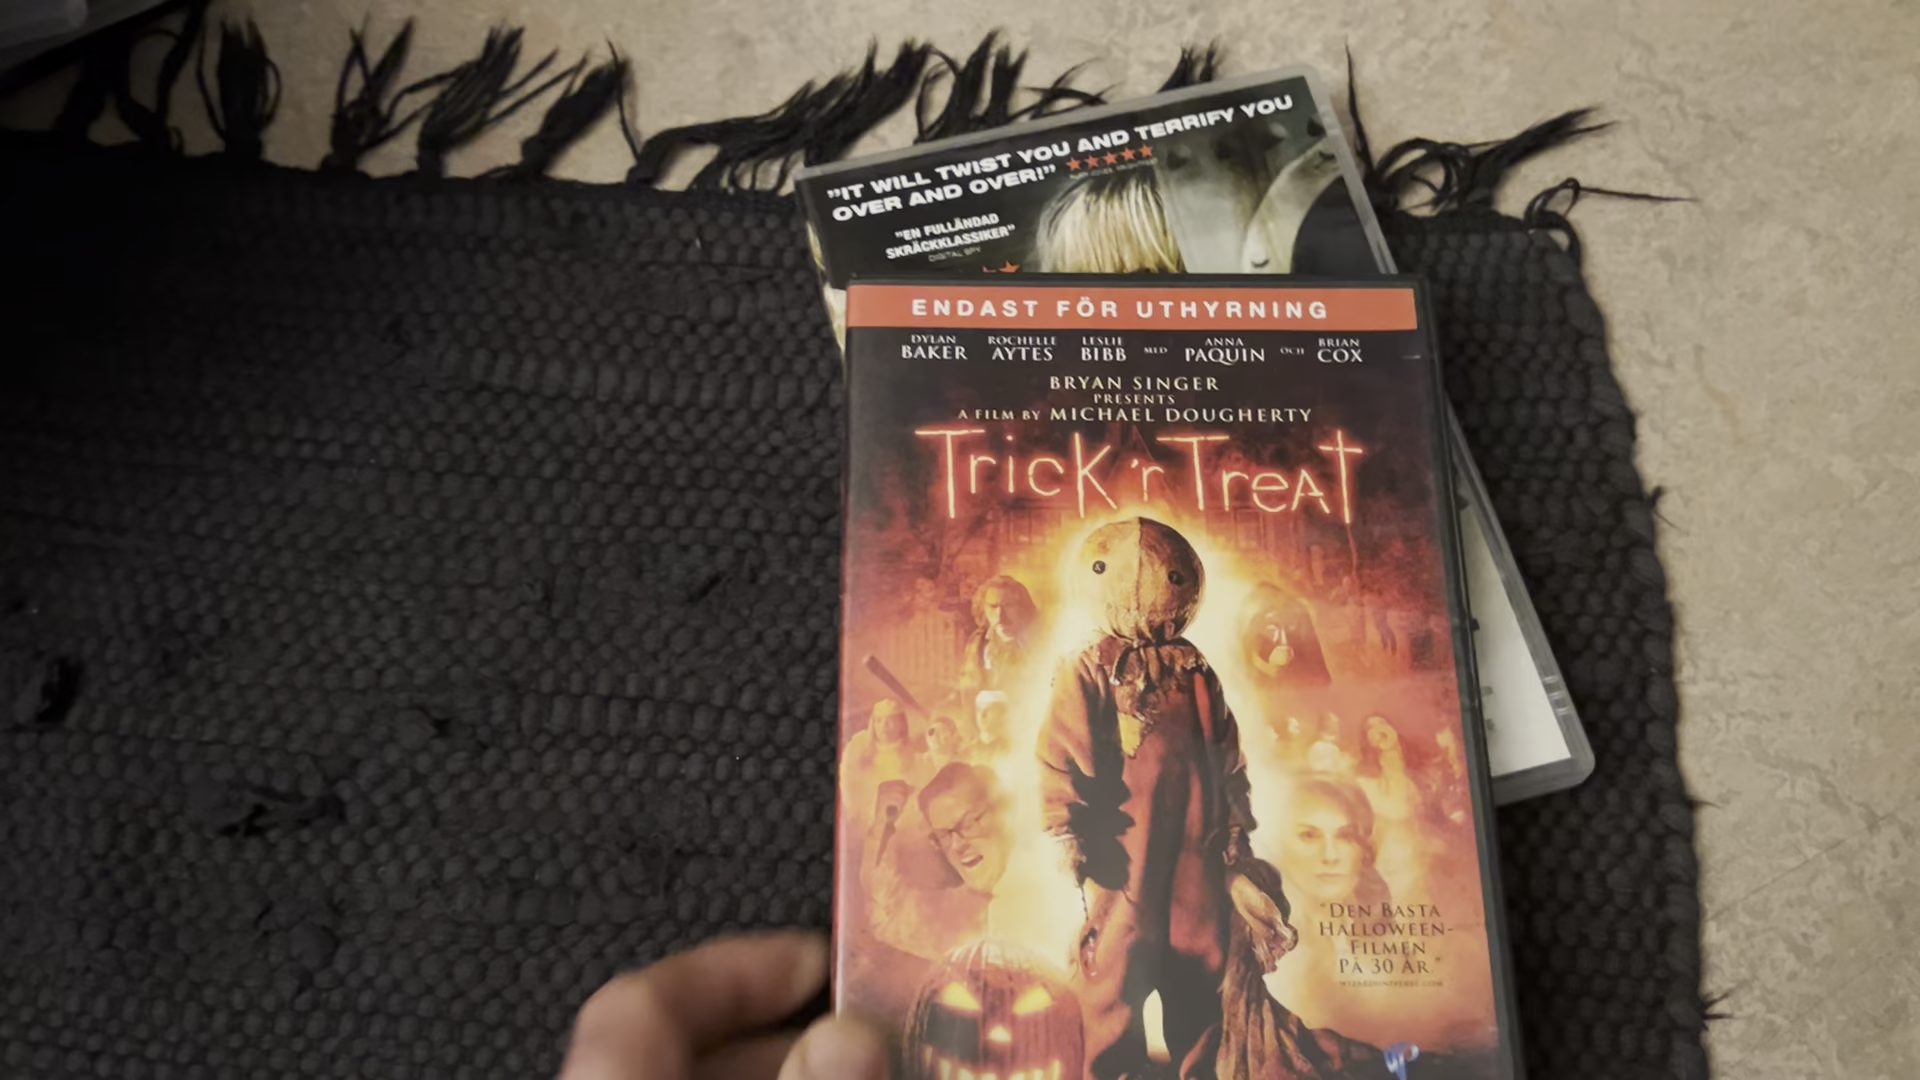 "IT WILL TWIST YOU AND TERRIFY YOU
OVER AND OVER!"
"EN FULLÄNDAD
SKRÄCKKLASSIKER"
DIGITAL SPY
ENDAST FÖR UTHYRNING
DYLAN BAKER ROCHELLE AYTES LESLIE BIBB MED ANNA PAQUIN OCH BRIAN COX
BRYAN SINGER
PRESENTS
A FILM BY MICHAEL DOUGHERTY
Trick 'r Treat
"DEN BÄSTA
HALLOWEEN-
FILMEN
PÅ 30 ÅR."